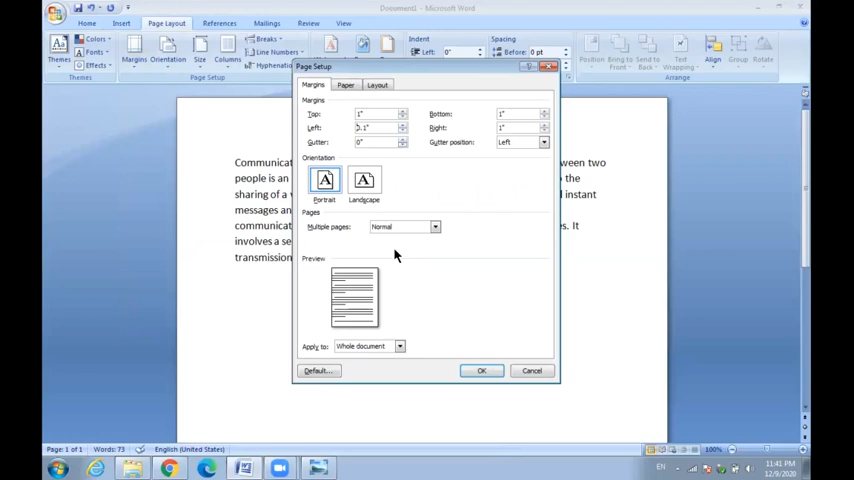 Document1 - Microsoft Word
Home Insert Page Layout References Mailings Review View
Themes
Colors
Fonts
Effects
Themes
Margins Orientation Size Columns
Breaks
Line Numbers
Hyphenation
Page Setup
Indent
Left: 0"
Spacing
Before: 0 pt
Position Bring to Front Send to Back Text Wrapping Align Group Rotate
Arrange
Page Setup
Margins Paper Layout
Margins
Top: 1" Bottom: 1"
Left: 0.1" Right: 1"
Gutter: 0" Gutter position: Left
Orientation
A A
Portrait Landscape
Pages
Multiple pages: Normal
Preview
Apply to: Whole document
Default... OK Cancel
Communicat ween two
people is an the
sharing of a v d instant
messages an
communicat es. It
involves a se
transmission
Page: 1 of 1 Words: 73 English (United States) 100%
EN 11:41 PM
12/9/2020